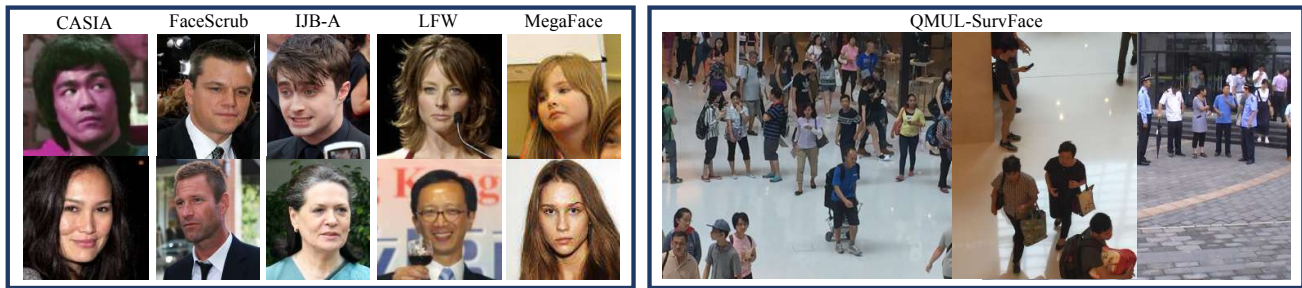 CASIA
FaceScrub
IJB-A
LFW
MegaFace
QMUL-SurvFace